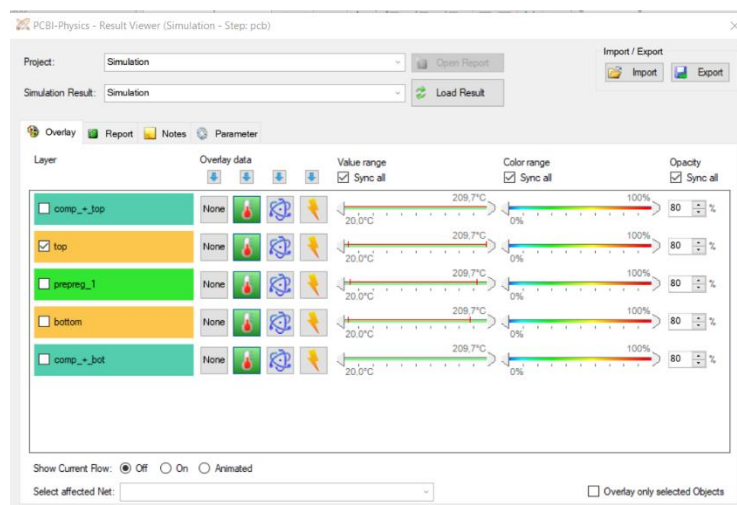 PCBI-Physics - Result Viewer (Simulation - Step: pcb)
Project: Simulation Open Report
Import / Export
Import Export
Simulation Result: Simulation Load Result
Overlay Report Notes Parameter
Layer Overlay data Value range Color range Opacity
Sync all Sync all Sync all
comp_+_top None 209,7°C 20,0°C 100% 0% 80 %
top None 209,7°C 20,0°C 100% 0% 80 %
prepreg_1 None 209,7°C 20,0°C 100% 0% 80 %
bottom None 209,7°C 20,0°C 100% 0% 80 %
comp_+_bot None 209,7°C 20,0°C 100% 0% 80 %
Show Current Flow: Off On Animated
Select affected Net: Overlay only selected Objects